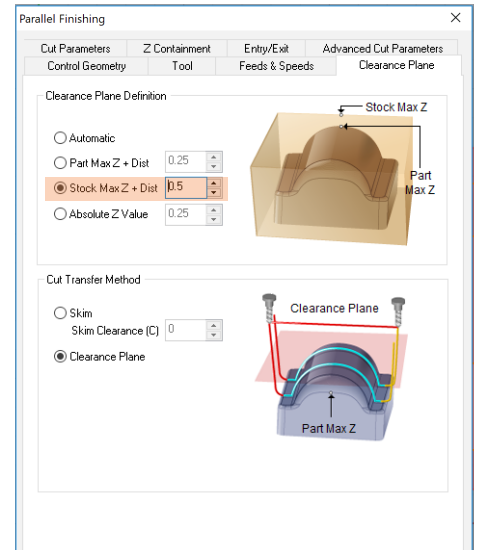 Parallel Finishing
Cut Parameters Z Containment Entry/Exit Advanced Cut Parameters
Control Geometry Tool Feeds & Speeds Clearance Plane
Clearance Plane Definition
Stock Max Z
Automatic
Part Max Z + Dist 0.25
Part
Max Z
Stock Max Z + Dist 0.5
Absolute Z Value 0.25
Cut Transfer Method
Skim
Clearance Plane
Skim Clearance (C) 0
Clearance Plane
Part Max Z